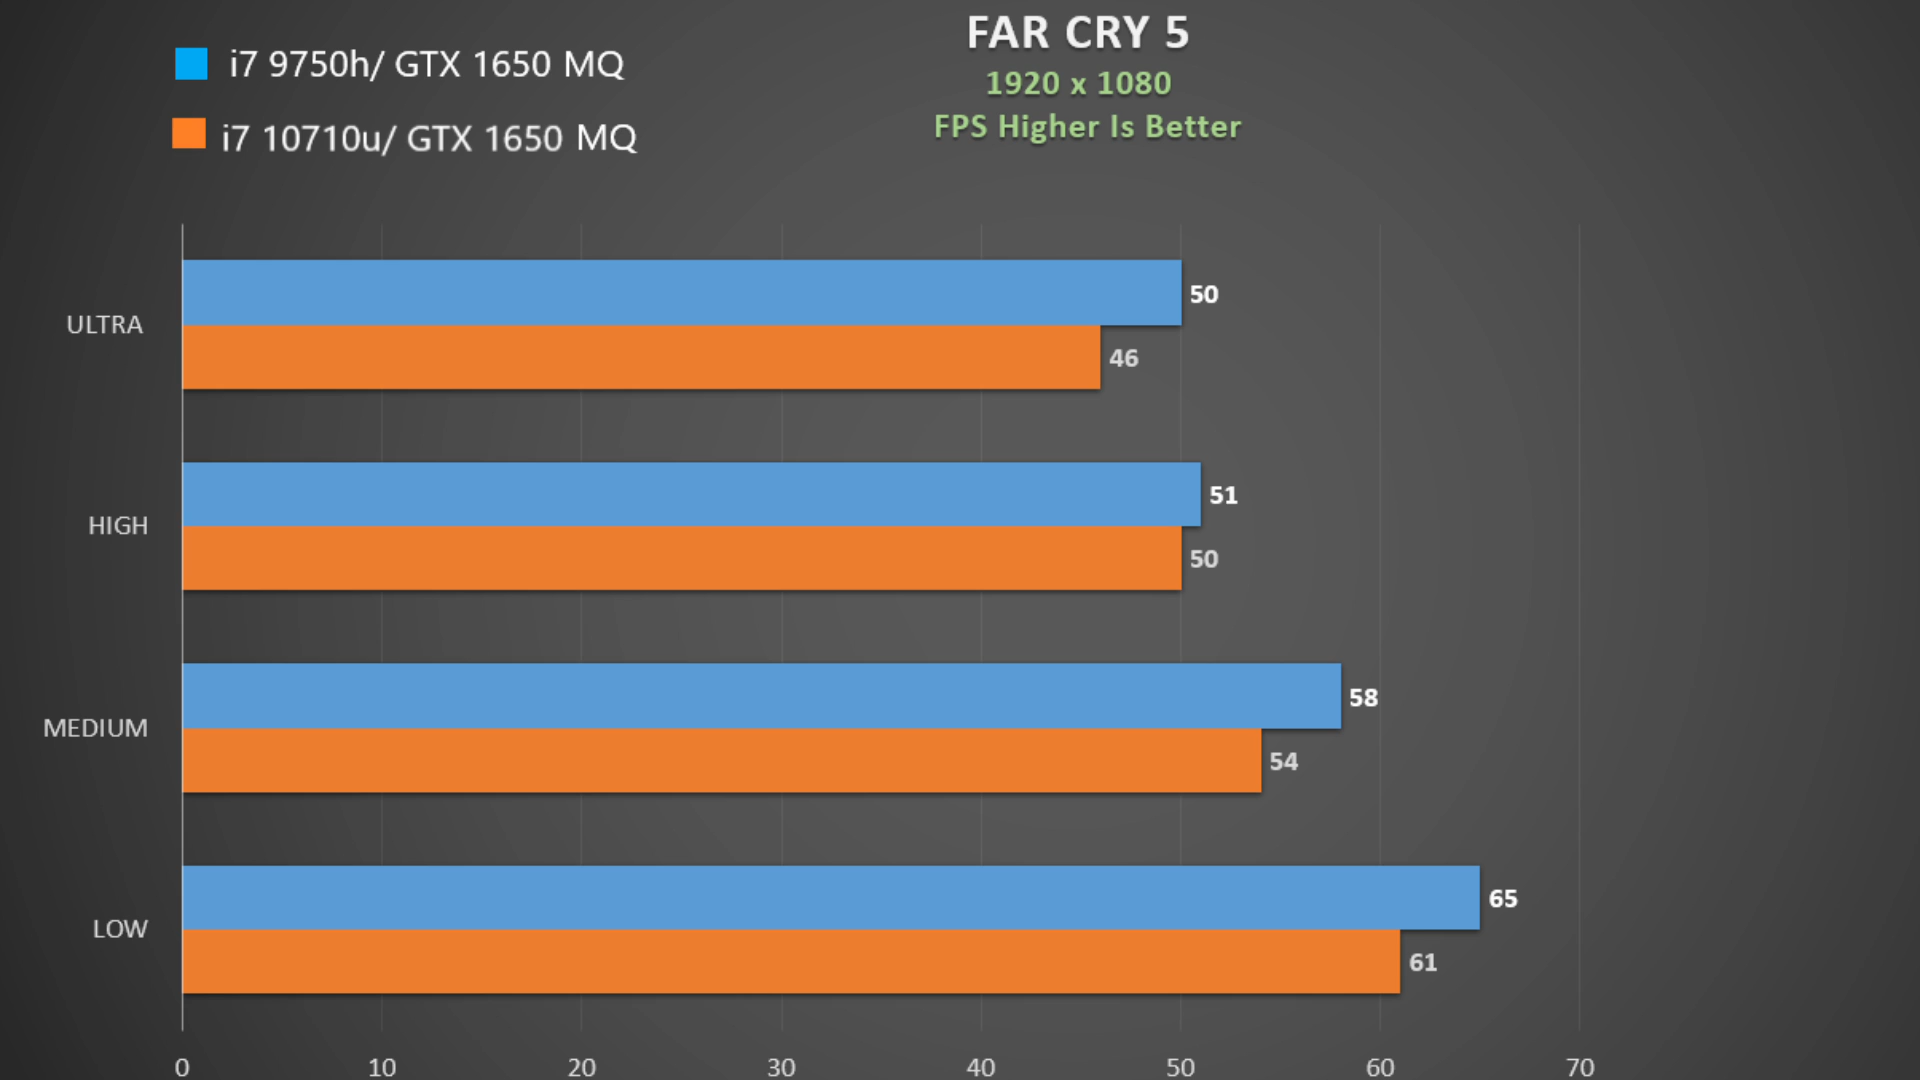 FAR CRY 5
1920 x 1080
FPS Higher Is Better
i7 9750h/ GTX 1650 MQ
i7 10710u/ GTX 1650 MQ
ULTRA
50
46
HIGH
51
50
MEDIUM
58
54
LOW
65
61
0 10 20 30 40 50 60 70